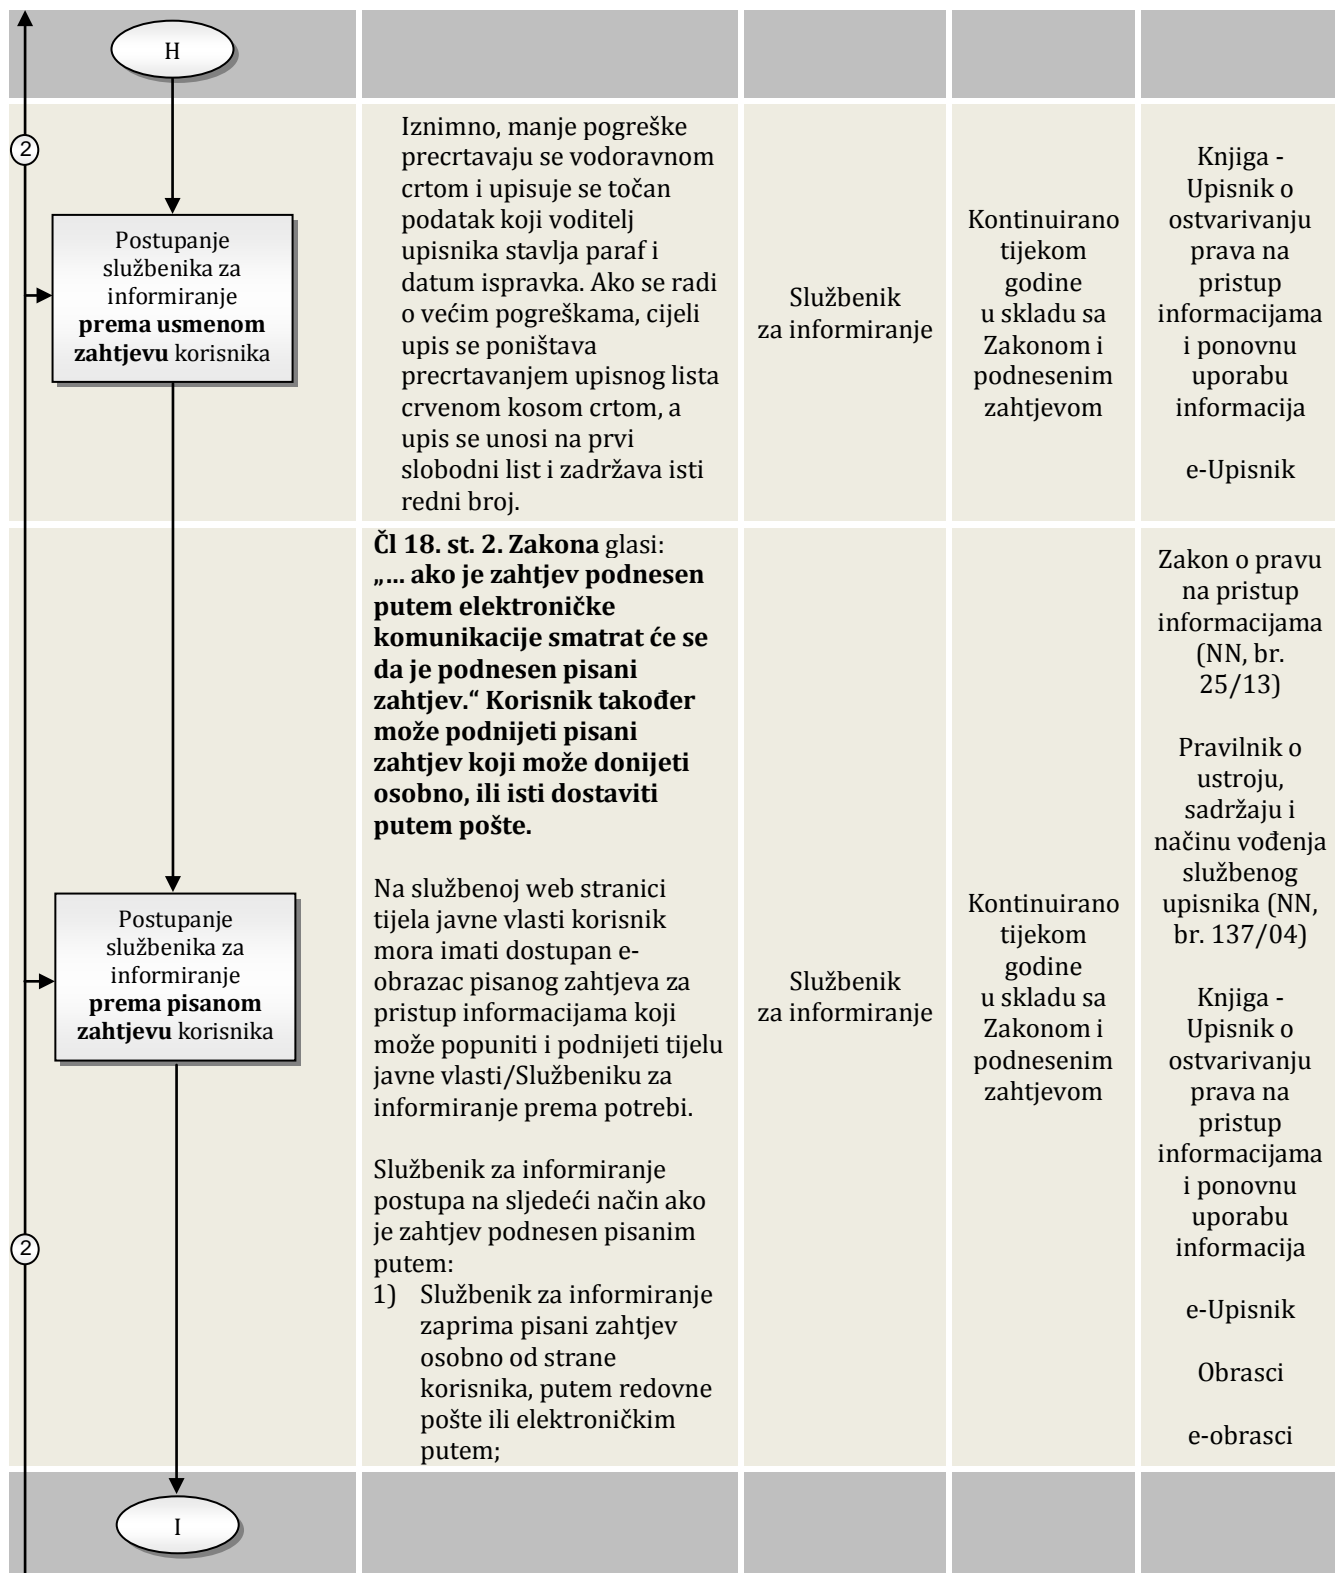 H
2
Postupanje
službenika za
informiranje
prema usmenom
zahtjevu korisnika
Iznimno, manje pogreške
precrtavaju se vodoravnom
crtom i upisuje se točan
podatak koji voditelj
upisnika stavlja paraf i
datum ispravka. Ako se radi
o većim pogreškama, cijeli
upis se poništava
precrtavanjem upisnog lista
crvenom kosom crtom, a
upis se unosi na prvi
slobodni list i zadržava isti
redni broj.
Službenik
za informiranje
Kontinuirano
tijekom
godine
u skladu sa
Zakonom i
podnesenim
zahtjevom
Knjiga -
Upisnik o
ostvarivanju
prava na
pristup
informacijama
i ponovnu
uporabu
informacija
e-Upisnik
Postupanje
službenika za
informiranje
prema pisanom
zahtjevu korisnika
2
Čl 18. st. 2. Zakona glasi:
„... ako je zahtjev podnesen
putem elektroničke
komunikacije smatrat će se
da je podnesen pisani
zahtjev.“ Korisnik također
može podnijeti pisani
zahtjev koji može donijeti
osobno, ili isti dostaviti
putem pošte.
Na službenoj web stranici
tijela javne vlasti korisnik
mora imati dostupan e-
obrazac pisanog zahtjeva za
pristup informacijama koji
može popuniti i podnijeti tijelu
javne vlasti/Službeniku za
informiranje prema potrebi.
Službenik za informiranje
postupa na sljedeći način ako
je zahtjev podnesen pisanim
putem:
1) Službenik za informiranje
zaprima pisani zahtjev
osobno od strane
korisnika, putem redovne
pošte ili elektroničkim
putem;
Službenik
za informiranje
Kontinuirano
tijekom
godine
u skladu sa
Zakonom i
podnesenim
zahtjevom
Zakon o pravu
na pristup
informacijama
(NN, br.
25/13)
Pravilnik o
ustroju,
sadržaju i
načinu vođenja
službenog
upisnika (NN,
br. 137/04)
Knjiga -
Upisnik o
ostvarivanju
prava na
pristup
informacijama
i ponovnu
uporabu
informacija
e-Upisnik
Obrasci
e-obrasci
I